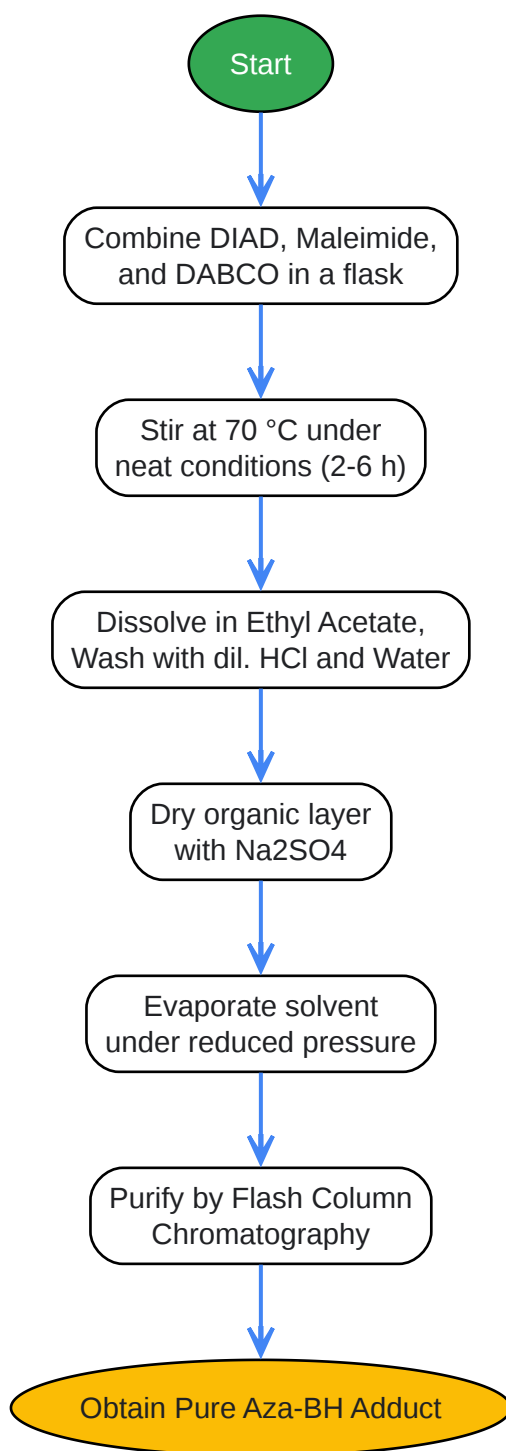 Start
Combine DIAD, Maleimide,
and DABCO in a flask
Stir at 70 °C under
neat conditions (2-6 h)
Dissolve in Ethyl Acetate,
Wash with dil. HCl and Water
Dry organic layer
with Na2SO4
Evaporate solvent
under reduced pressure
Purify by Flash Column
Chromatography
Obtain Pure Aza-BH Adduct